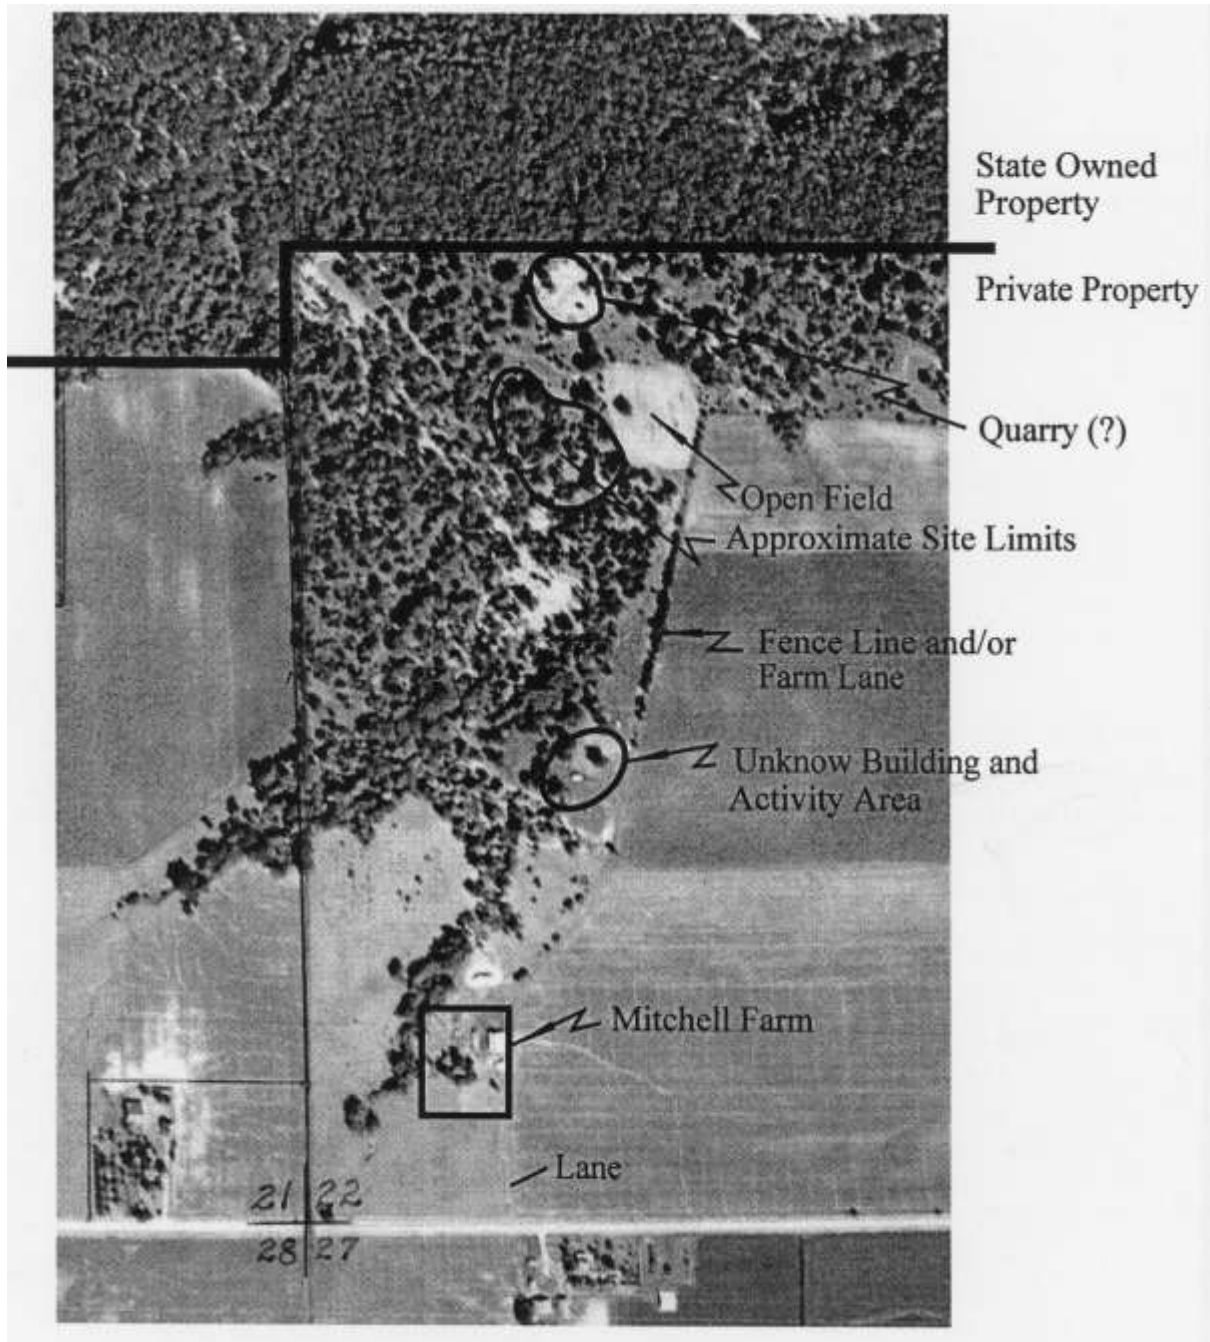 State Owned
Property
Private Property
Quarry (?)
Open Field
Approximate Site Limits
Fence Line and/or
Farm Lane
Unknow Building and
Activity Area
Mitchell Farm
Lane
21 22
28 27